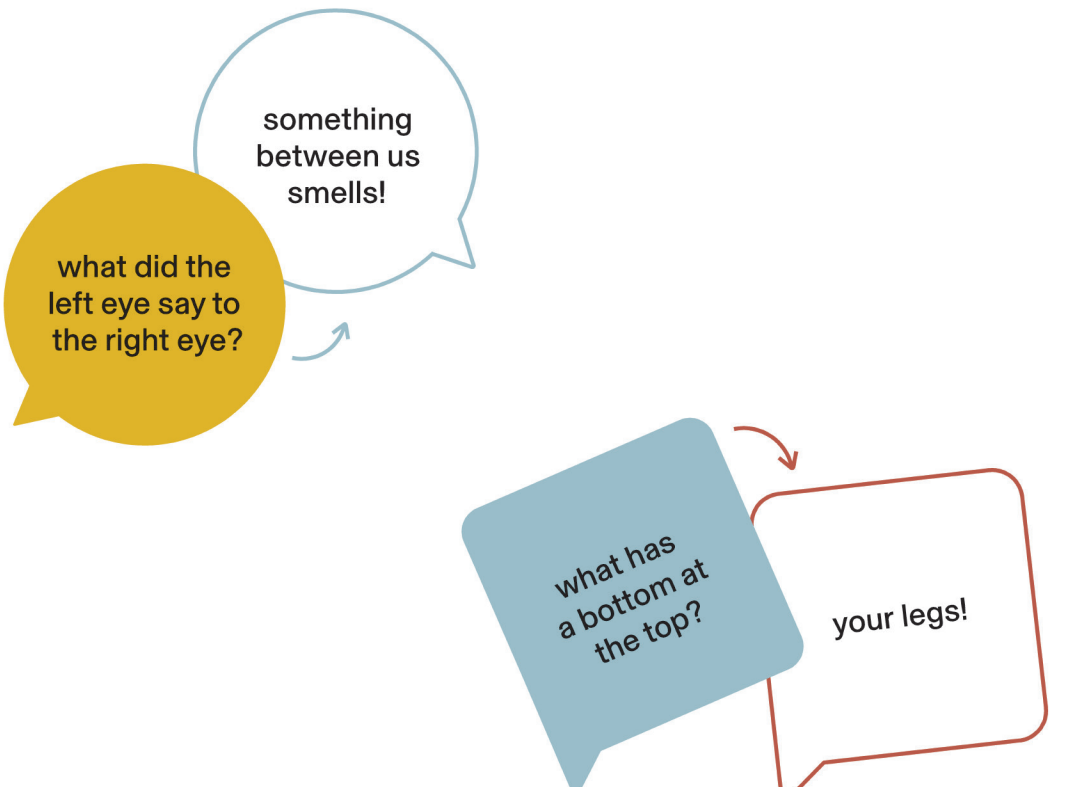 what did the
left eye say to
the right eye?
something
between us
smells!
what has
a bottom at
the top?
your legs!